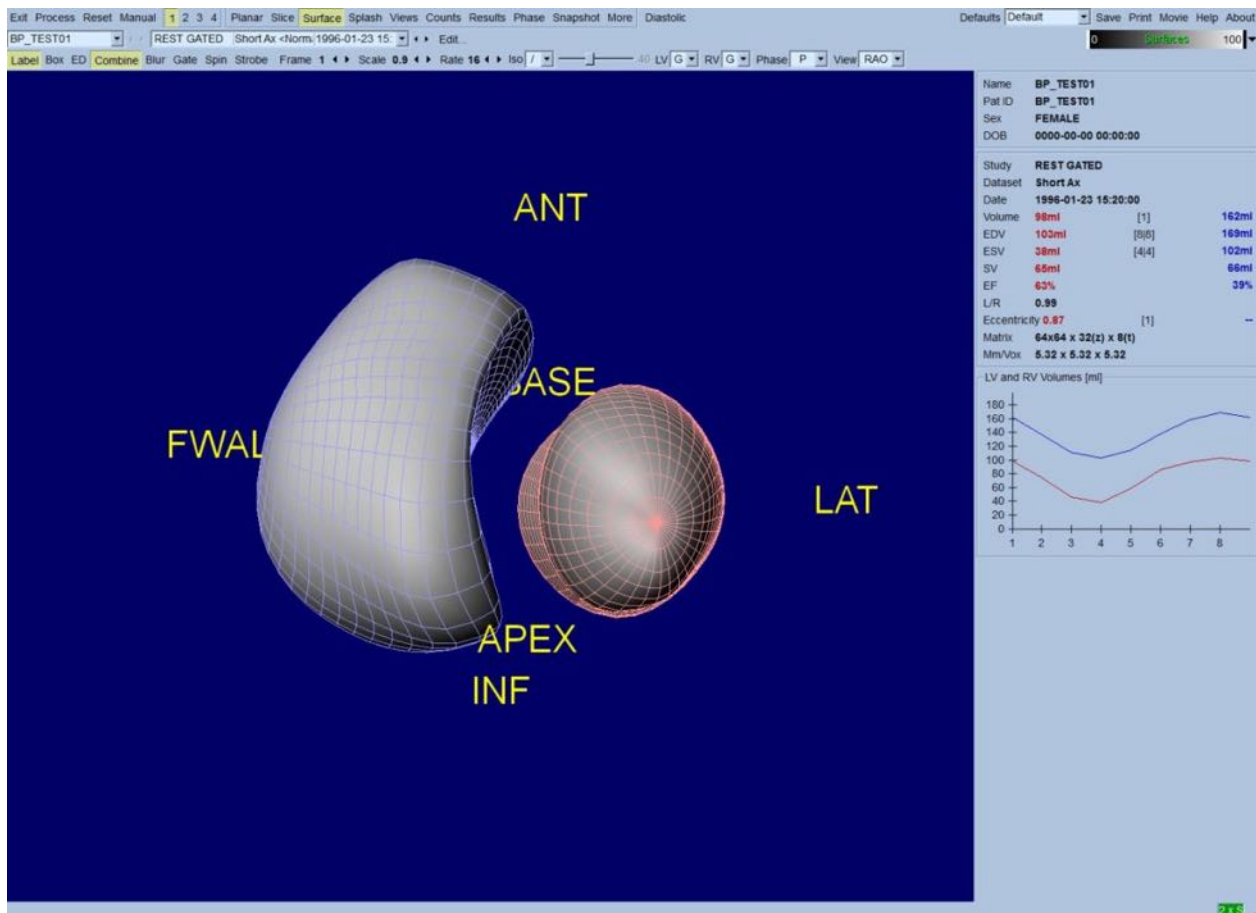 Exit Process Reset Manual 1 2 3 4 Planar Slice Surface Splash Views Counts Results Phase Snapshot More Diastolic Defaults Default Save Print Movie Help About
BP_TEST01 REST GATED Short Ax <Norm 1996-01-23 15: Edit... 0 Surfaces 100
Label Box ED Combine Blur Gate Spin Strobe Frame 1 Scale 0.9 Rate 16 Iso / 40 LV G RV G Phase P View RAO
Name BP_TEST01
Pat ID BP_TEST01
Sex FEMALE
DOB 0000-00-00 00:00:00
Study REST GATED
Dataset Short Ax
Date 1996-01-23 15:20:00
Volume 98ml [1] 162ml
EDV 103ml [8|8] 169ml
ESV 38ml [4|4] 102ml
SV 65ml 66ml
EF 63% 39%
L/R 0.99
Eccentricity 0.87 [1] --
Matrix 64x64 x 32(z) x 8(t)
Mm/Vox 5.32 x 5.32 x 5.32
LV and RV Volumes [ml]
180
160
140
120
100
80
60
40
20
0
1 2 3 4 5 6 7 8
ANT
BASE
FWAL
LAT
APEX
INF
2 x S